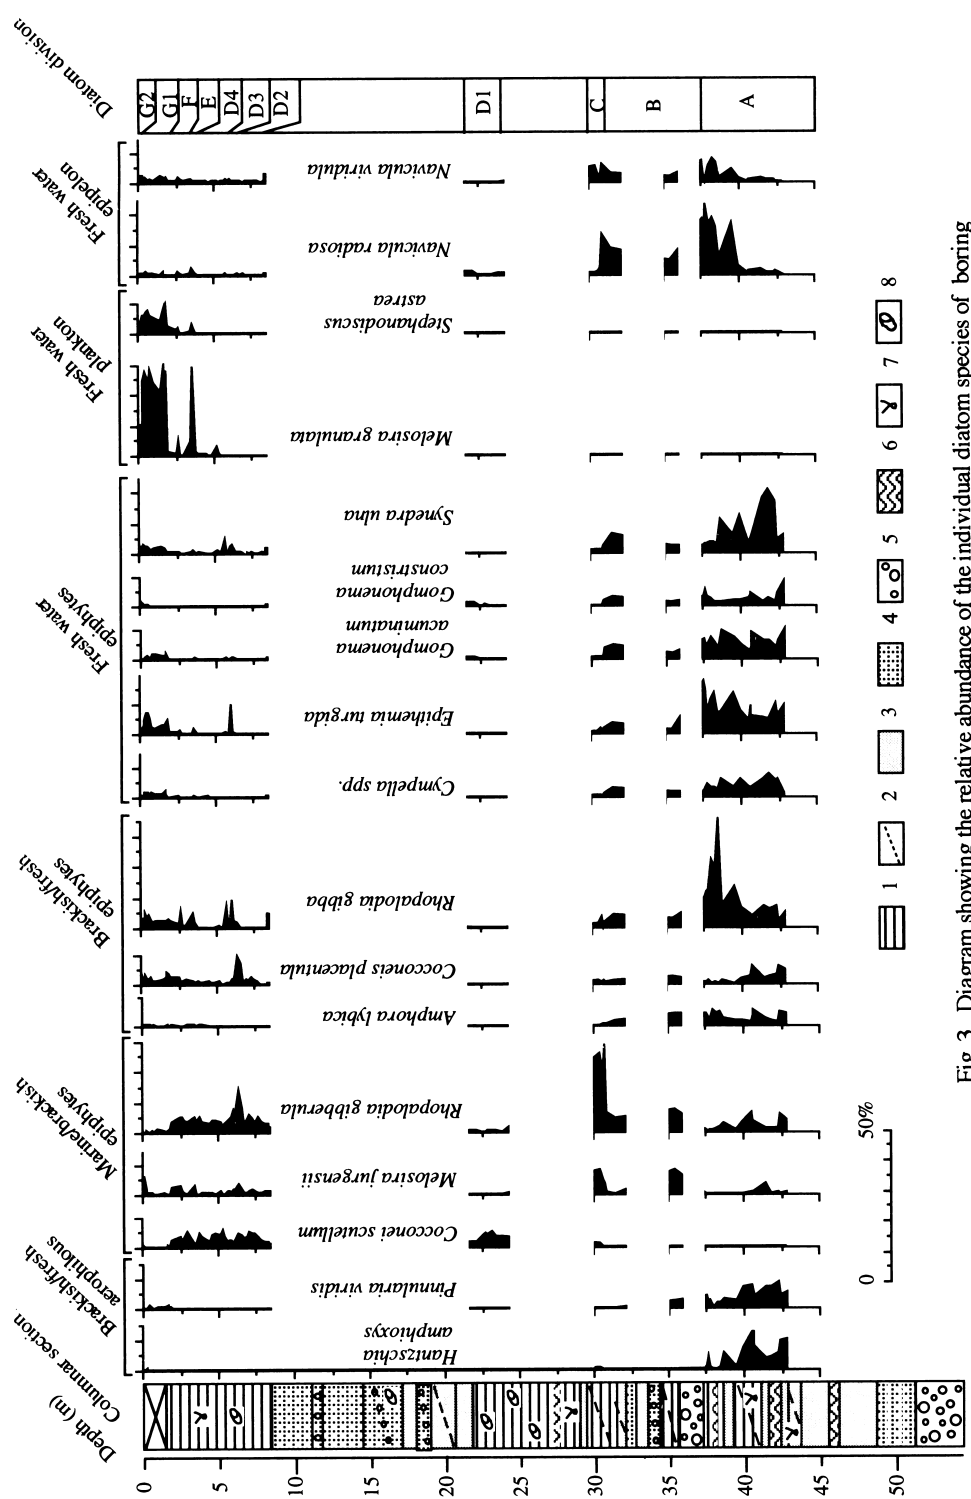 Depth (m)
Columnar section
Brackish/fresh
aerophilous
Marine/brackish
epiphytes
Brackish/fresh
epiphytes
Fresh water
epiphytes
Fresh water
plankton
Fresh water
epipelon
Diatom division
Hantzschia
amphioxys
Pinnularia viridis
Cocconei scutellum
Melosira jurgensii
Rhopalodia gibberula
Amphora lybica
Cocconeis placentula
Rhopalodia gibba
Cympella spp.
Epithemia turgida
Gomphonema
acuminatum
Gomphonema
constristum
Synedra ulna
Melosira granulata
Stephanodiscus
astrea
Navicula radiosa
Navicula viridula
G2
G1
F
E
D4
D3
D2
D1
C
B
A
0
5
10
15
20
25
30
35
40
45
50
0 50%
1 2 3 4 5 6 7 8
Fig. 3 Diagram showing the relative abundance of the individual diatom species of boring